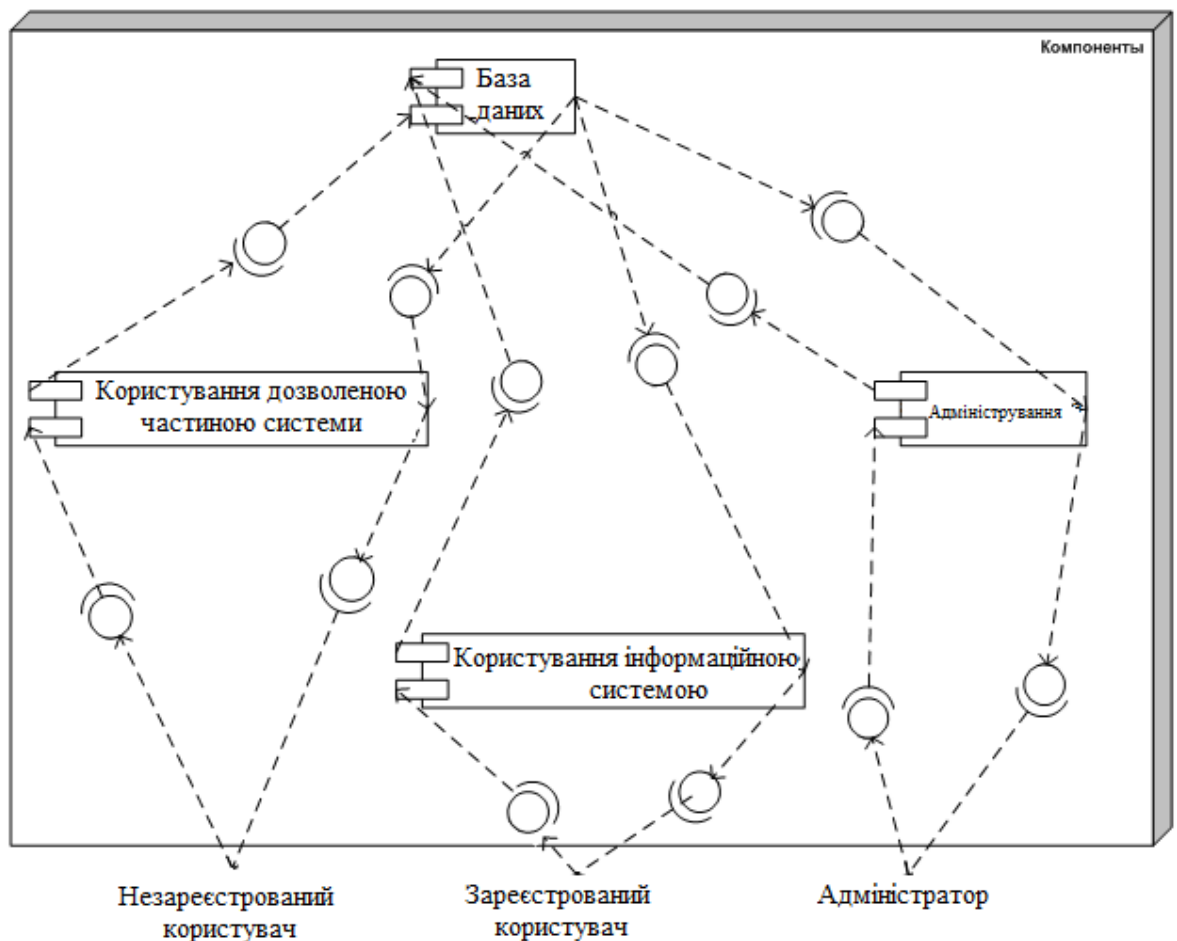 Компоненты
База
даних
Користування дозволеною
частиною системи
Адміністрування
Користування інформаційною
системою
Незареєстрований
користувач
Зареєстрований
користувач
Адміністратор